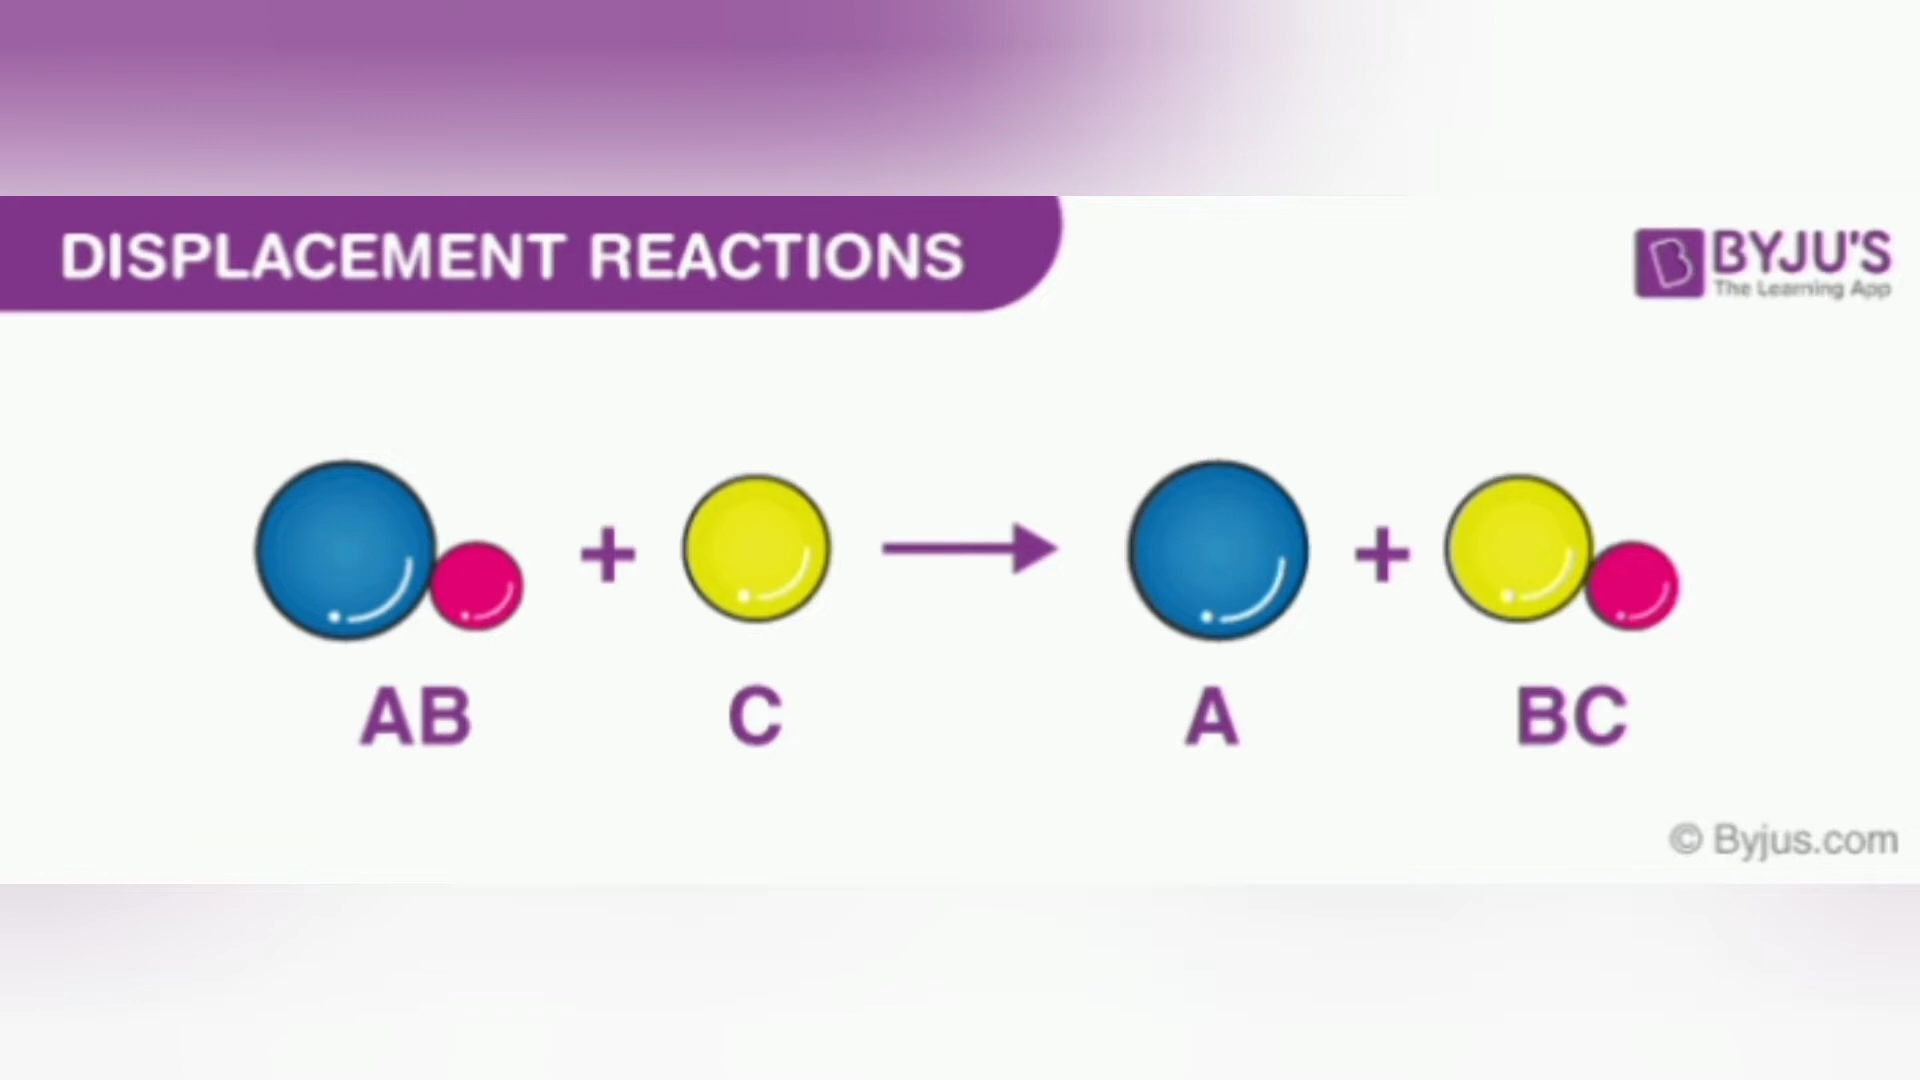 DISPLACEMENT REACTIONS
BYJU'S
The Learning App
+ → +
AB C A BC
© Byjus.com